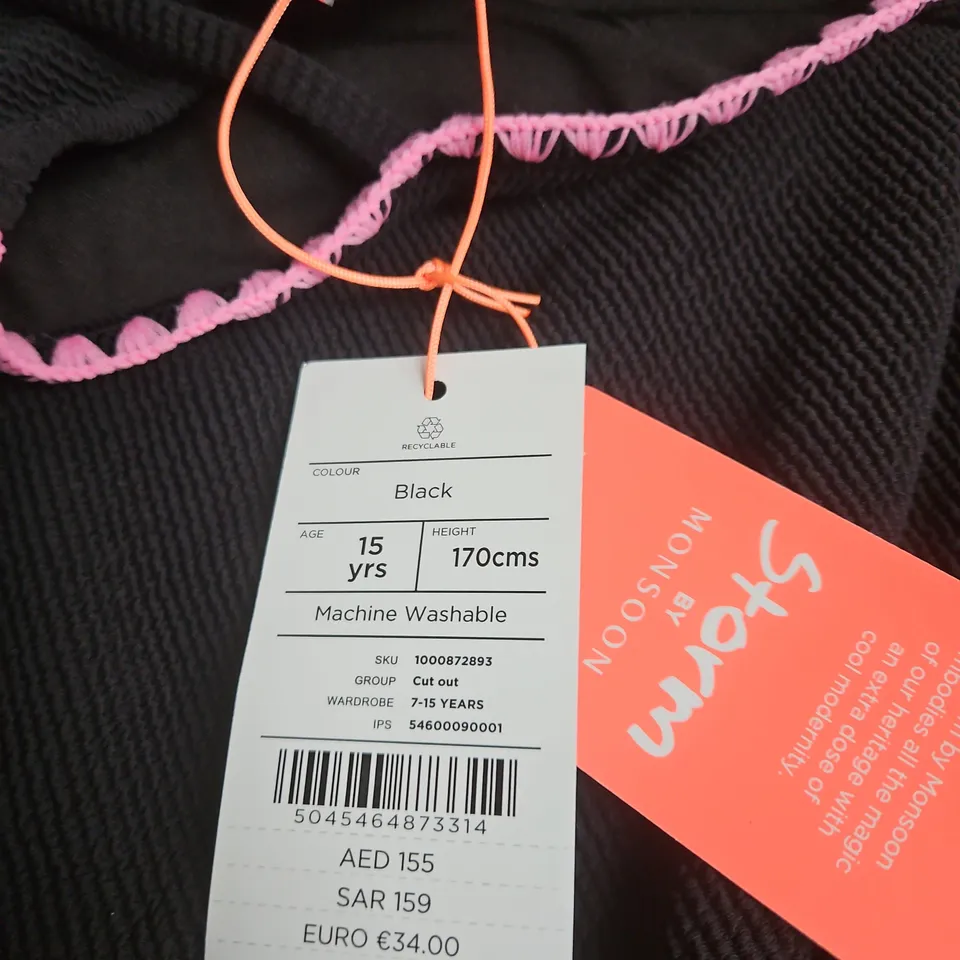 RECYCLABLE
COLOUR
Black
AGE
15
yrs
HEIGHT
170cms
Machine Washable
SKU 1000872893
GROUP Cut out
WARDROBE 7-15 YEARS
IPS 54600090001
5045464873314
AED 155
SAR 159
EURO €34.00
Storm
BY
MONSOON
by Monsoon
all the magic
of our heritage with
an extra dose of
cool modernity.